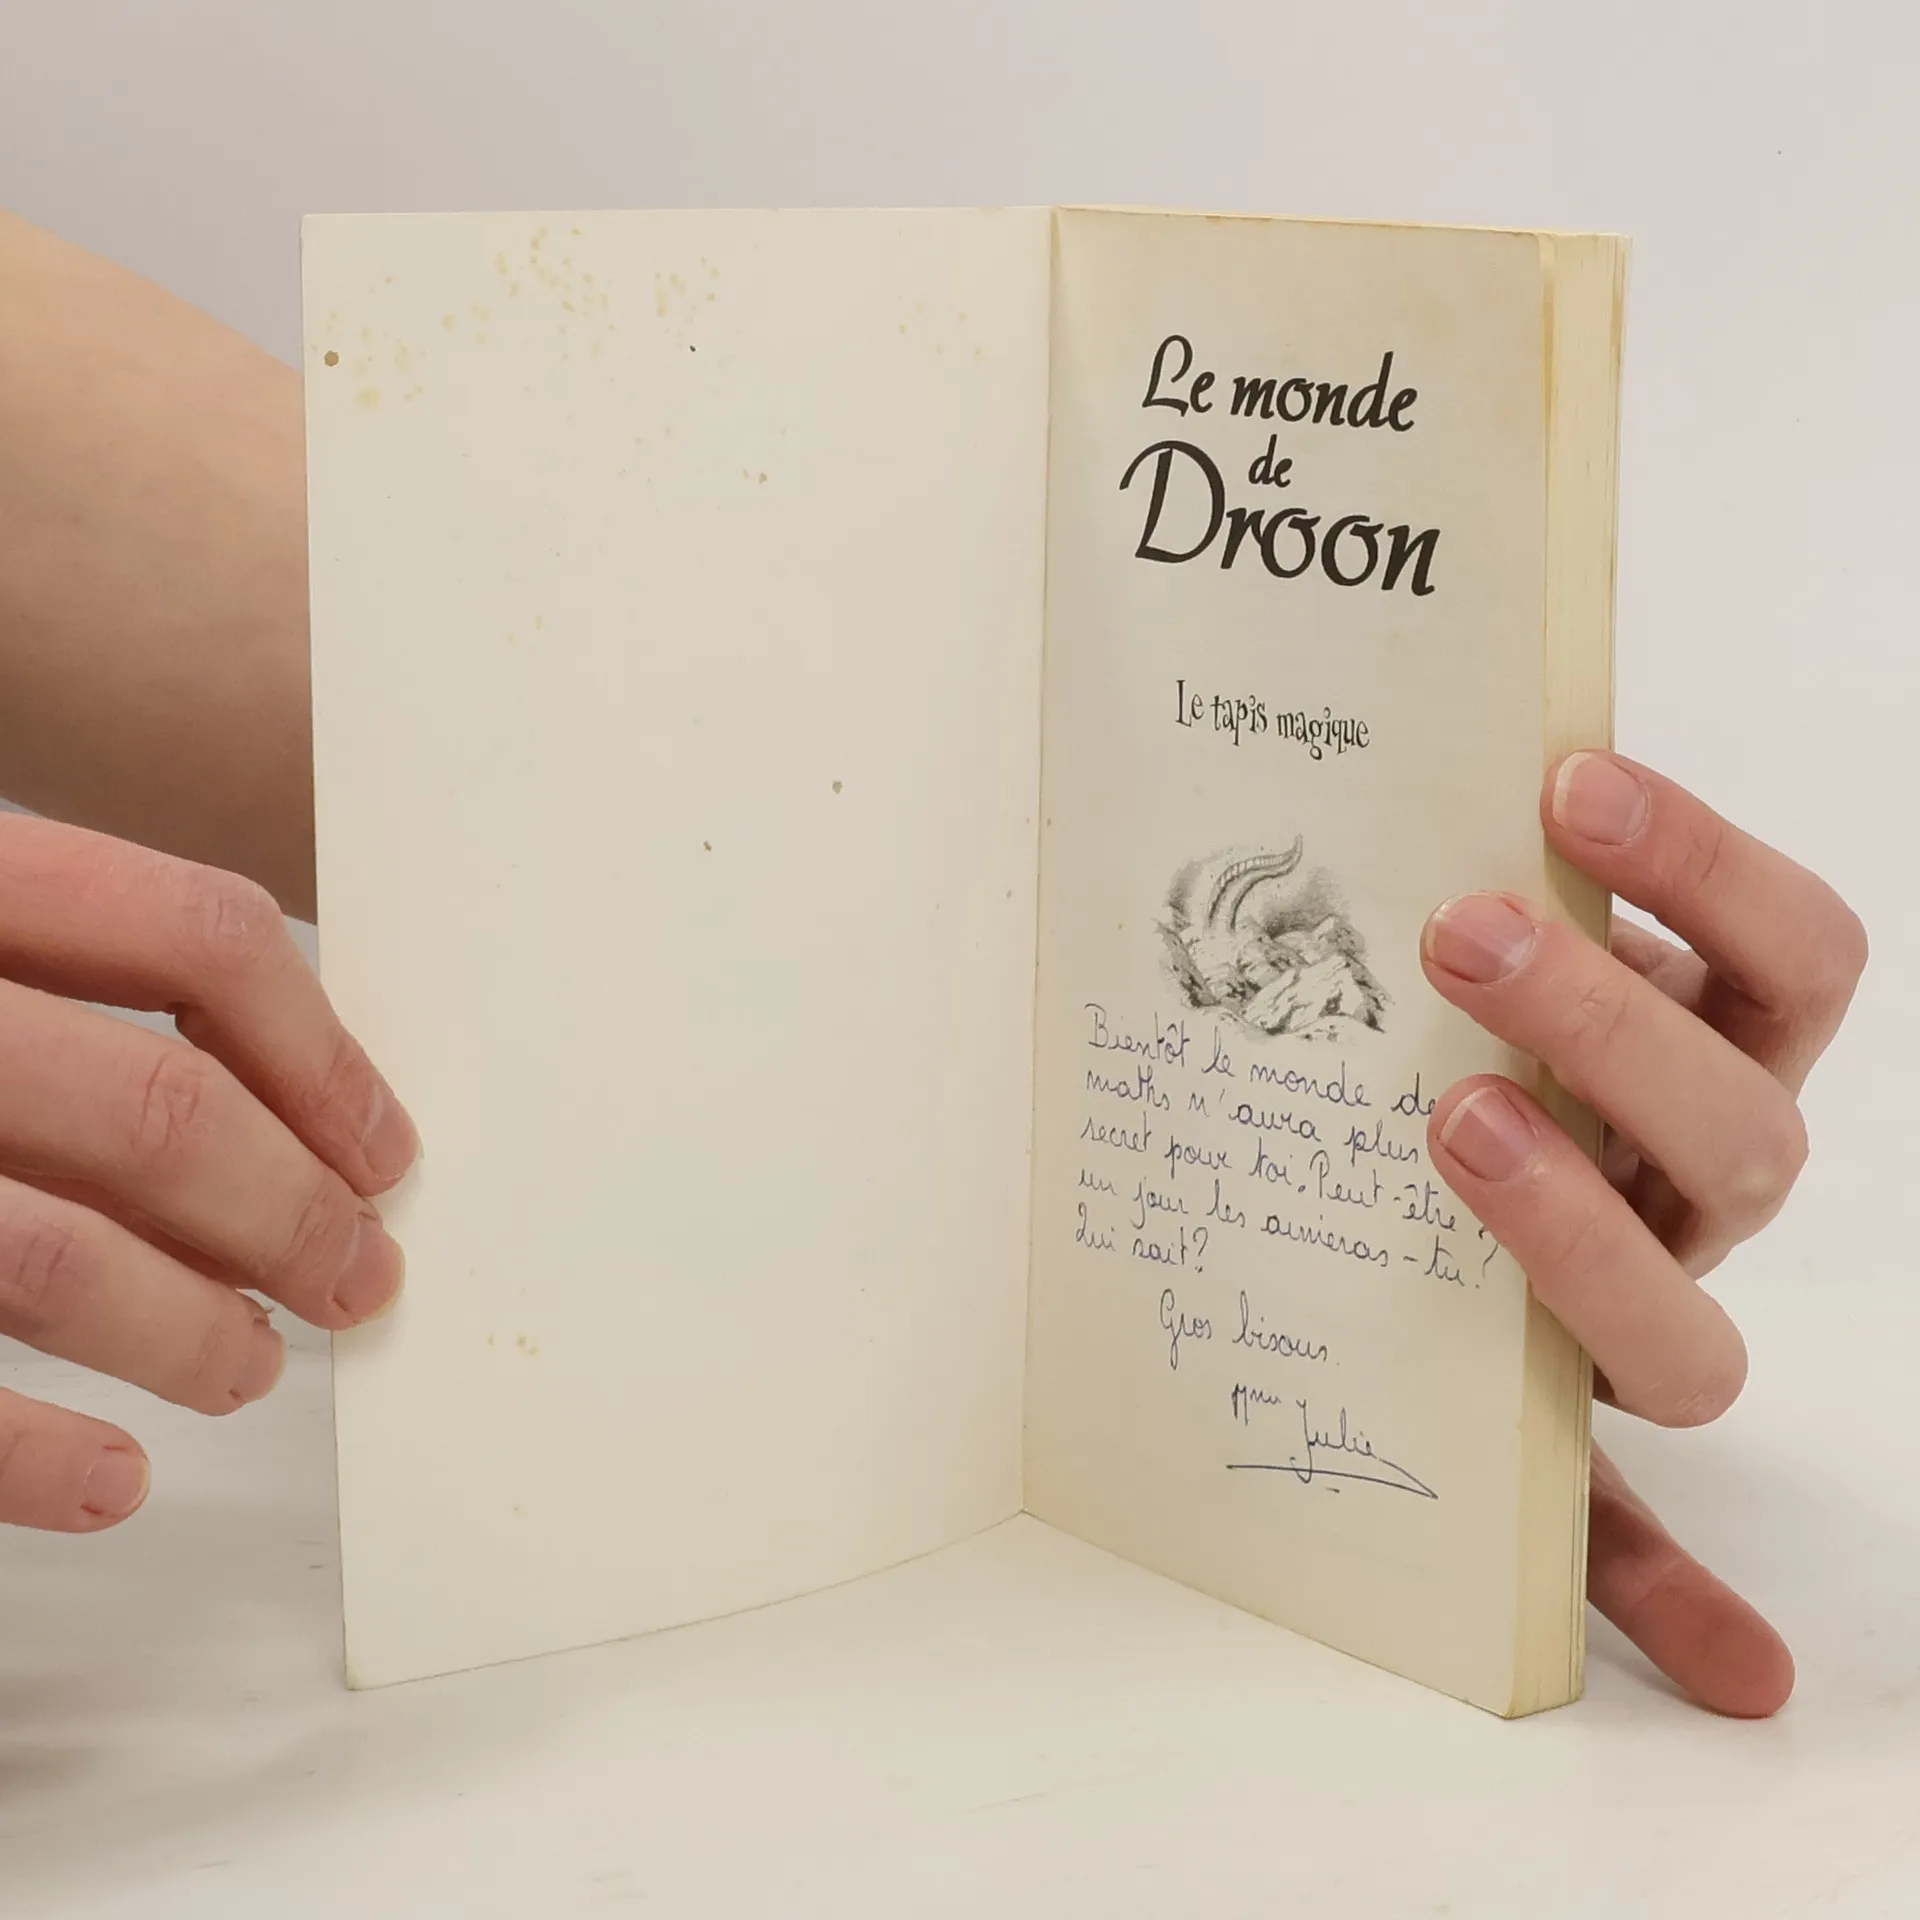 Le monde
de
Droon
Le tapis magique
Bientôt le monde de
maths n'aura plus
secret pour toi. Peut-être ?
un jour les aimeras-tu ?
Qui sait ?
Gros bisous.
Mme Julie